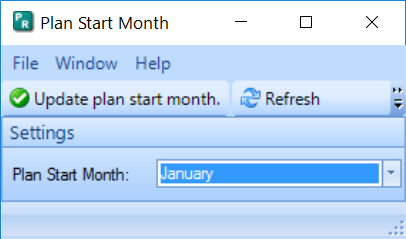 Plan Start Month
File Window Help
Update plan start month. Refresh
Settings
Plan Start Month: January